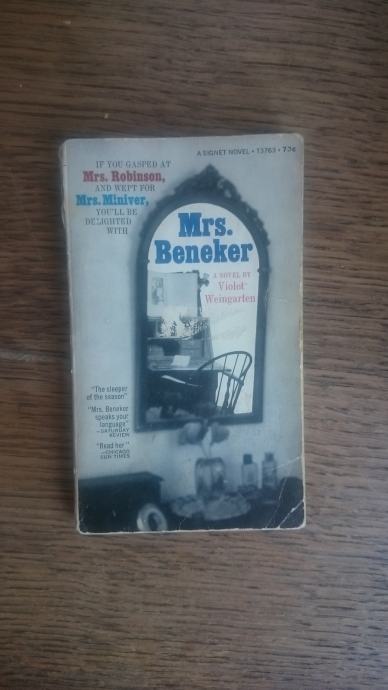 A SIGNET NOVEL • T3763 • 75¢
IF YOU GASPED AT
Mrs. Robinson,
AND WEPT FOR
Mrs. Miniver,
YOU'LL BE
DELIGHTED
WITH
Mrs.
Beneker
A NOVEL BY
Violet
Weingarten
"The sleeper
of the season"
"Mrs. Beneker
speaks your
language"
—SATURDAY
REVIEW
"Read her"
—CHICAGO
SUN TIMES